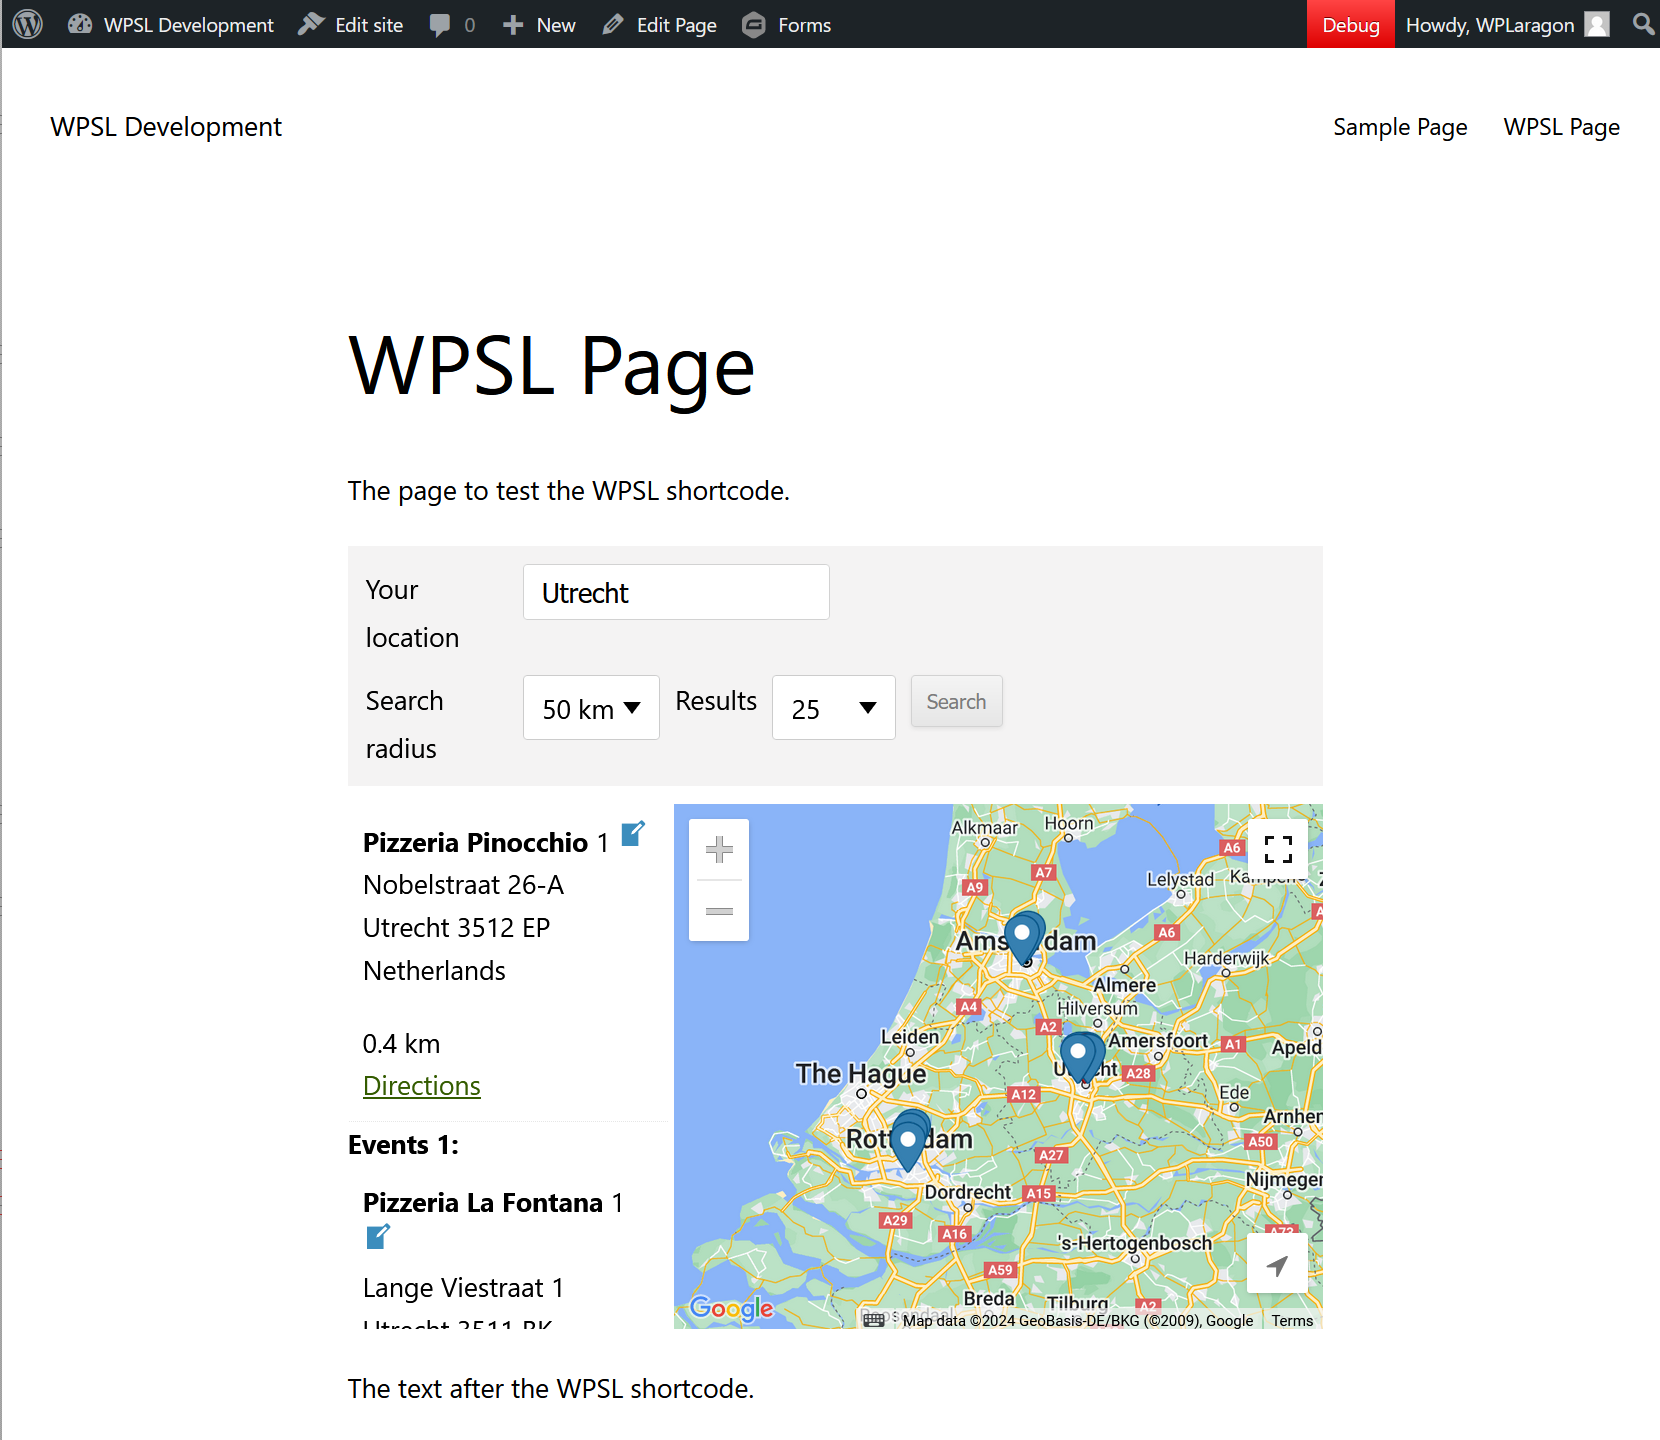 WPSL Development
Edit site
0
New
Edit Page
Forms
Debug
Howdy, WPLaragon
WPSL Development
Sample Page
WPSL Page
WPSL Page
The page to test the WPSL shortcode.
Your
location
Utrecht
Search
radius
50 km
Results
25
Search
Pizzeria Pinocchio 1
Nobelstraat 26-A
Utrecht 3512 EP
Netherlands
0.4 km
Directions
Events 1:
Pizzeria La Fontana 1
Lange Viestraat 1
Utrecht 3511 BK
Alkmaar
Hoorn
A6
A7
A9
Lelystad
A6
Harderwijk
Almere
A4
Hilversum
A2
Leiden
Amersfoort
A1
Apeld
The Hague
A28
A12
Ede
Arnhem
A50
A27
Nijmegen
Dordrecht
A15
A29
A16
's-Hertogenbosch
A73
A59
Breda
Tilburg
A2
Google
Map data ©2024 GeoBasis-DE/BKG (©2009), Google
Terms
The text after the WPSL shortcode.